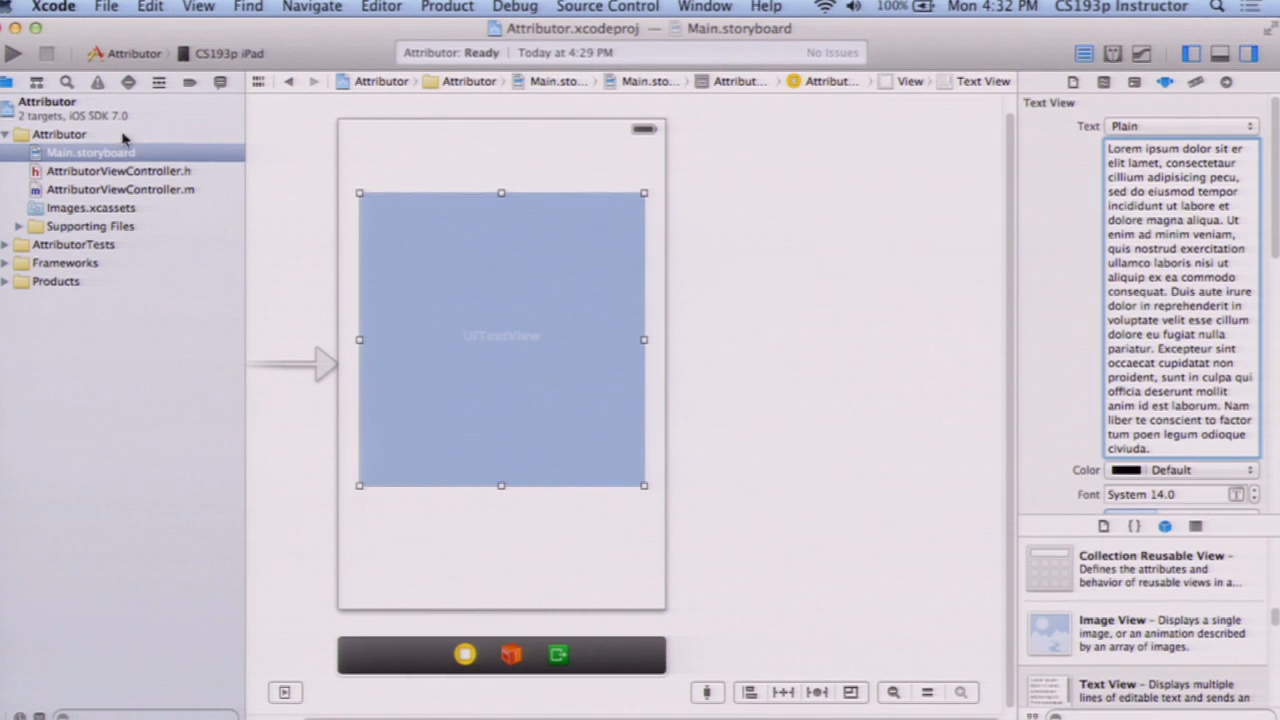 Xcode File Edit View Find Navigate Editor Product Debug Source Control Window Help 100% Mon 4:32 PM CS193p Instructor
Attributor.xcodeproj — Main.storyboard
Attributor CS193p iPad Attributor: Ready Today at 4:29 PM No Issues
Attributor Attributor Main.sto... Main.sto... Attribut... Attribut... View Text View
Attributor
2 targets, iOS SDK 7.0
Attributor
Main.storyboard
h AttributorViewController.h
m AttributorViewController.m
Images.xcassets
Supporting Files
AttributorTests
Frameworks
Products
UITextView
Text View
Text Plain
Lorem ipsum dolor sit er
elit lamet, consectetaur
cillium adipisicing pecu,
sed do eiusmod tempor
incididunt ut labore et
dolore magna aliqua. Ut
enim ad minim veniam,
quis nostrud exercitation
ullamco laboris nisi ut
aliquip ex ea commodo
consequat. Duis aute irure
dolor in reprehenderit in
voluptate velit esse cillum
dolore eu fugiat nulla
pariatur. Excepteur sint
occaecat cupidatat non
proident, sunt in culpa qui
officia deserunt mollit
anim id est laborum. Nam
liber te conscient to factor
tum poen legum odioque
civiuda.
Color Default
Font System 14.0 T
{}
Collection Reusable View –
Defines the attributes and
behavior of reusable views in a...
Image View – Displays a single
image, or an animation described
by an array of images.
Text View – Displays multiple
lines of editable text and sends an